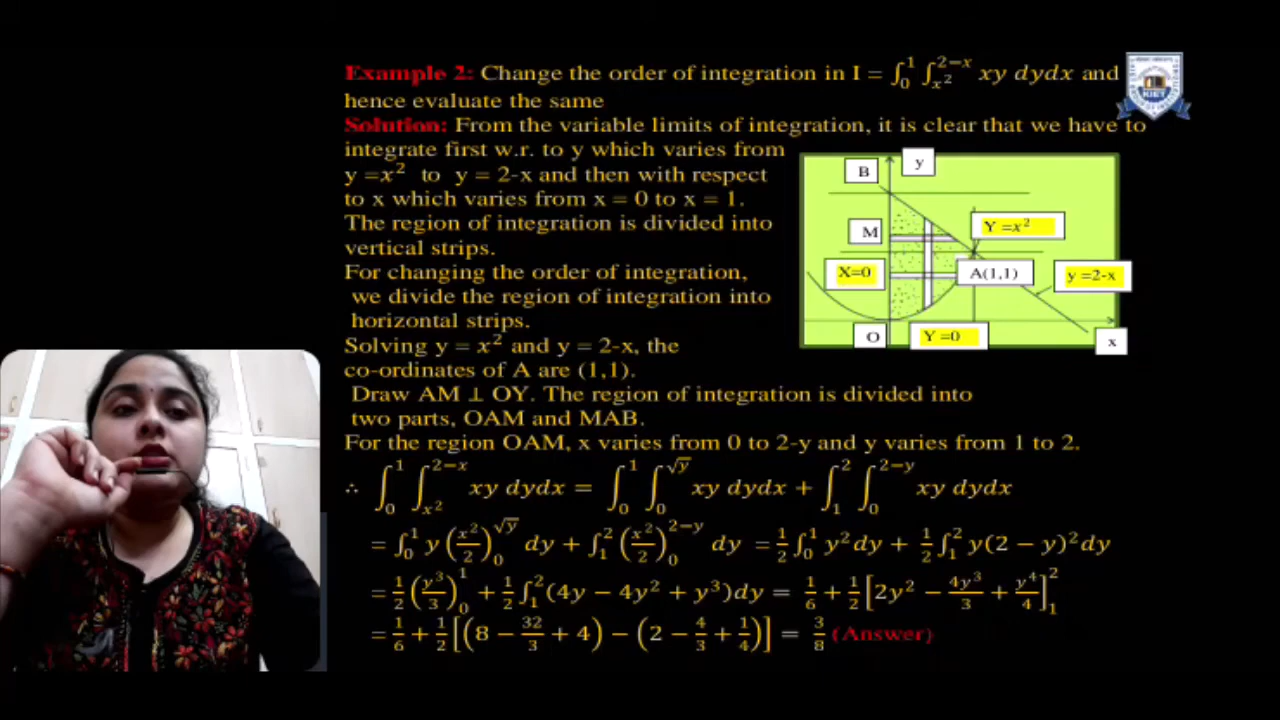 Example 2: Change the order of integration in I = ∫₀¹ ∫ₓ²^(2−x) xy dydx and
hence evaluate the same
Solution: From the variable limits of integration, it is clear that we have to
integrate first w.r. to y which varies from
y =x² to y = 2-x and then with respect
to x which varies from x = 0 to x = 1.
The region of integration is divided into
vertical strips.
For changing the order of integration,
we divide the region of integration into
horizontal strips.
Solving y = x² and y = 2-x, the
co-ordinates of A are (1,1).
Draw AM ⊥ OY. The region of integration is divided into
two parts, OAM and MAB.
For the region OAM, x varies from 0 to 2-y and y varies from 1 to 2.
∴ ∫₀¹ ∫ₓ²^(2−x) xy dydx = ∫₀¹ ∫₀^(√y) xy dydx + ∫₁² ∫₀^(2−y) xy dydx
= ∫₀¹ y(x²/2)₀^(√y) dy + ∫₁² (x²/2)₀^(2−y) dy = ½ ∫₀¹ y²dy + ½ ∫₁² y(2 − y)²dy
= ½ (y³/3)₀¹ + ½ ∫₁² (4y − 4y² + y³)dy = 1/6 + ½ [2y² − 4y³/3 + y⁴/4]₁²
= 1/6 + ½ [(8 − 32/3 + 4) − (2 − 4/3 + 1/4)] = 3/8 (Answer)
B
y
M
Y =x²
X=0
A(1,1)
y =2-x
O
Y =0
x
KIET